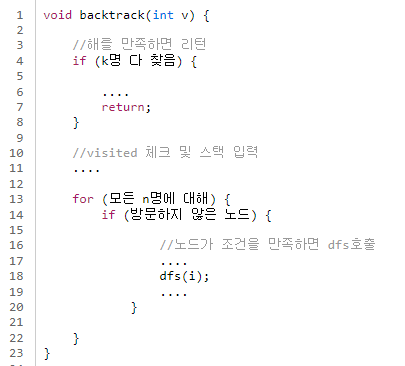 1 void backtrack(int v) {
2
3 //해를 만족하면 리턴
4 if (k명 다 찾음) {
5
6 ....
7 return;
8 }
9
10 //visited 체크 및 스택 입력
11 ....
12
13 for (모든 n명에 대해) {
14 if (방문하지 않은 노드) {
15
16 //노드가 조건을 만족하면 dfs호출
17 ....
18 dfs(i);
19 ....
20 }
21
22 }
23 }